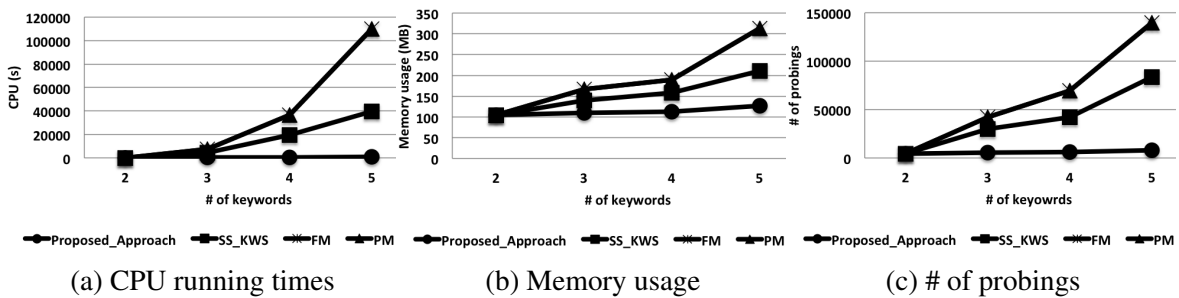 120000
100000
80000
60000
40000
20000
0
CPU (s)
2 3 4 5
# of keywords
Proposed_Approach SS_KWS FM PM
(a) CPU running times
350
300
250
200
150
100
50
0
Memory usage (MB)
2 3 4 5
# of keywords
Proposed_Approach SS_KWS FM PM
(b) Memory usage
150000
100000
50000
0
# of probings
2 3 4 5
# of keyowrds
Proposed_Approach SS_KWS FM PM
(c) # of probings